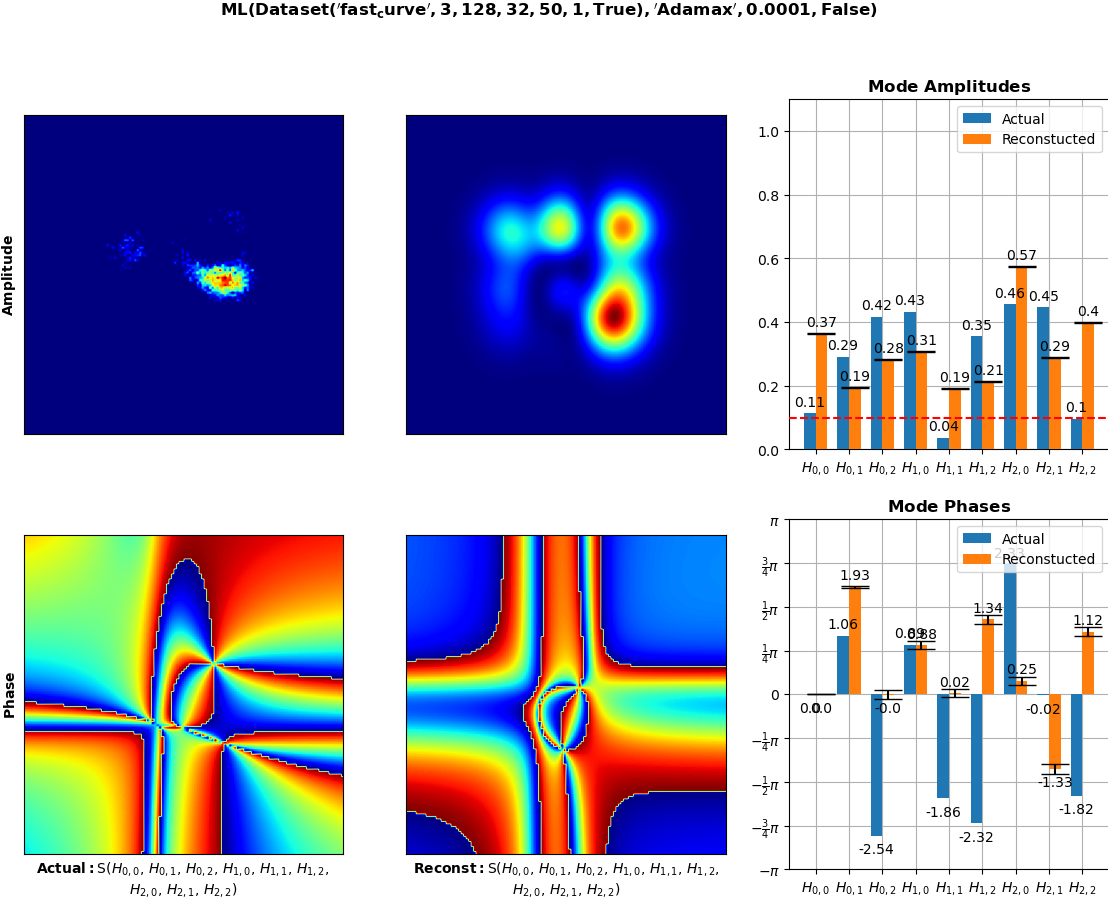 ML(Dataset('fast_curve', 3, 128, 32, 50, 1, True), 'Adamax', 0.0001, False)
Amplitude
Mode Amplitudes
Actual
Reconstucted
1.0
0.8
0.6
0.4
0.2
0.0
0.11
0.37
0.29
0.19
0.42
0.28
0.43
0.31
0.04
0.19
0.35
0.21
0.46
0.57
0.45
0.29
0.1
0.4
H0,0 H0,1 H0,2 H1,0 H1,1 H1,2 H2,0 H2,1 H2,2
Phase
Mode Phases
Actual
Reconstucted
π
3/4π
1/2π
1/4π
0
−1/4π
−1/2π
−3/4π
−π
0.0
0.0
1.06
1.93
-2.54
-0.0
0.89
0.88
-1.86
0.02
-2.32
1.34
2.33
0.25
-0.02
-1.33
-1.82
1.12
H0,0 H0,1 H0,2 H1,0 H1,1 H1,2 H2,0 H2,1 H2,2
Actual:S(H0,0, H0,1, H0,2, H1,0, H1,1, H1,2,
H2,0, H2,1, H2,2)
Reconst:S(H0,0, H0,1, H0,2, H1,0, H1,1, H1,2,
H2,0, H2,1, H2,2)